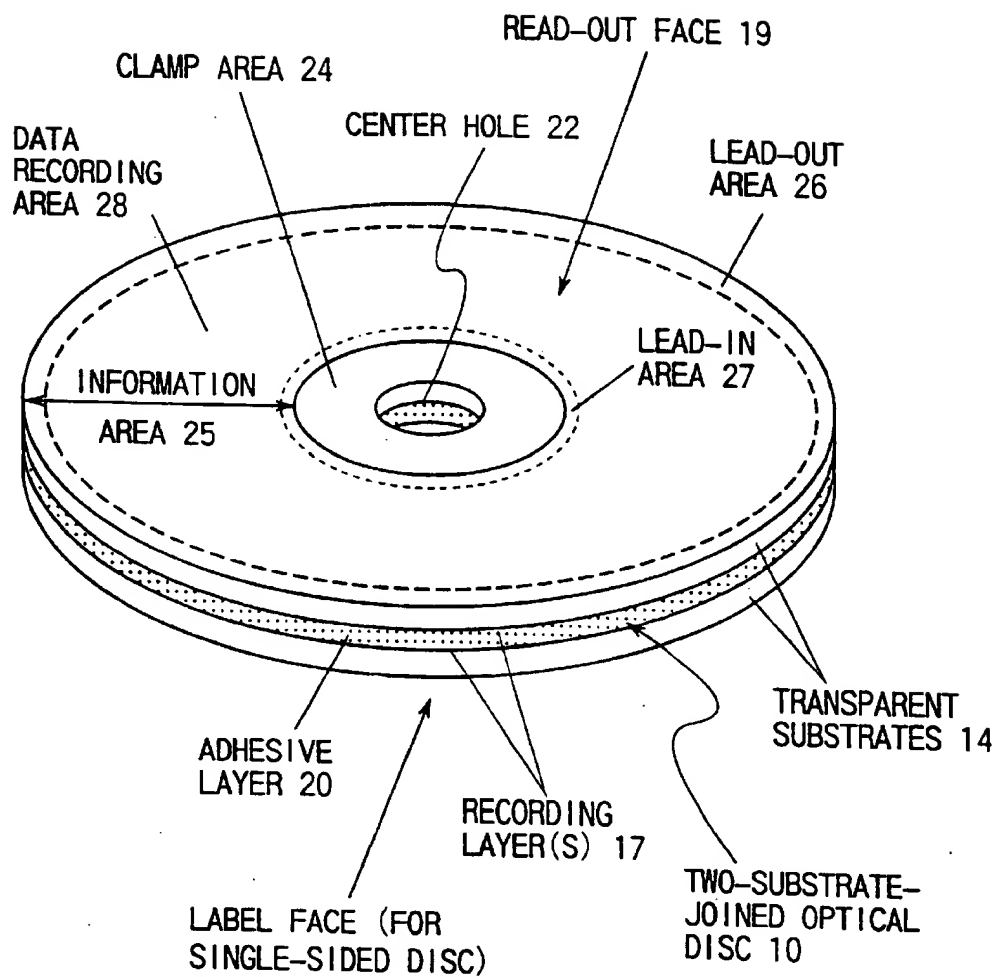 READ-OUT FACE 19
CLAMP AREA 24
CENTER HOLE 22
DATA
RECORDING
AREA 28
LEAD-OUT
AREA 26
LEAD-IN
AREA 27
INFORMATION
AREA 25
TRANSPARENT
SUBSTRATES 14
ADHESIVE
LAYER 20
RECORDING
LAYER(S) 17
TWO-SUBSTRATE-
JOINED OPTICAL
DISC 10
LABEL FACE (FOR
SINGLE-SIDED DISC)